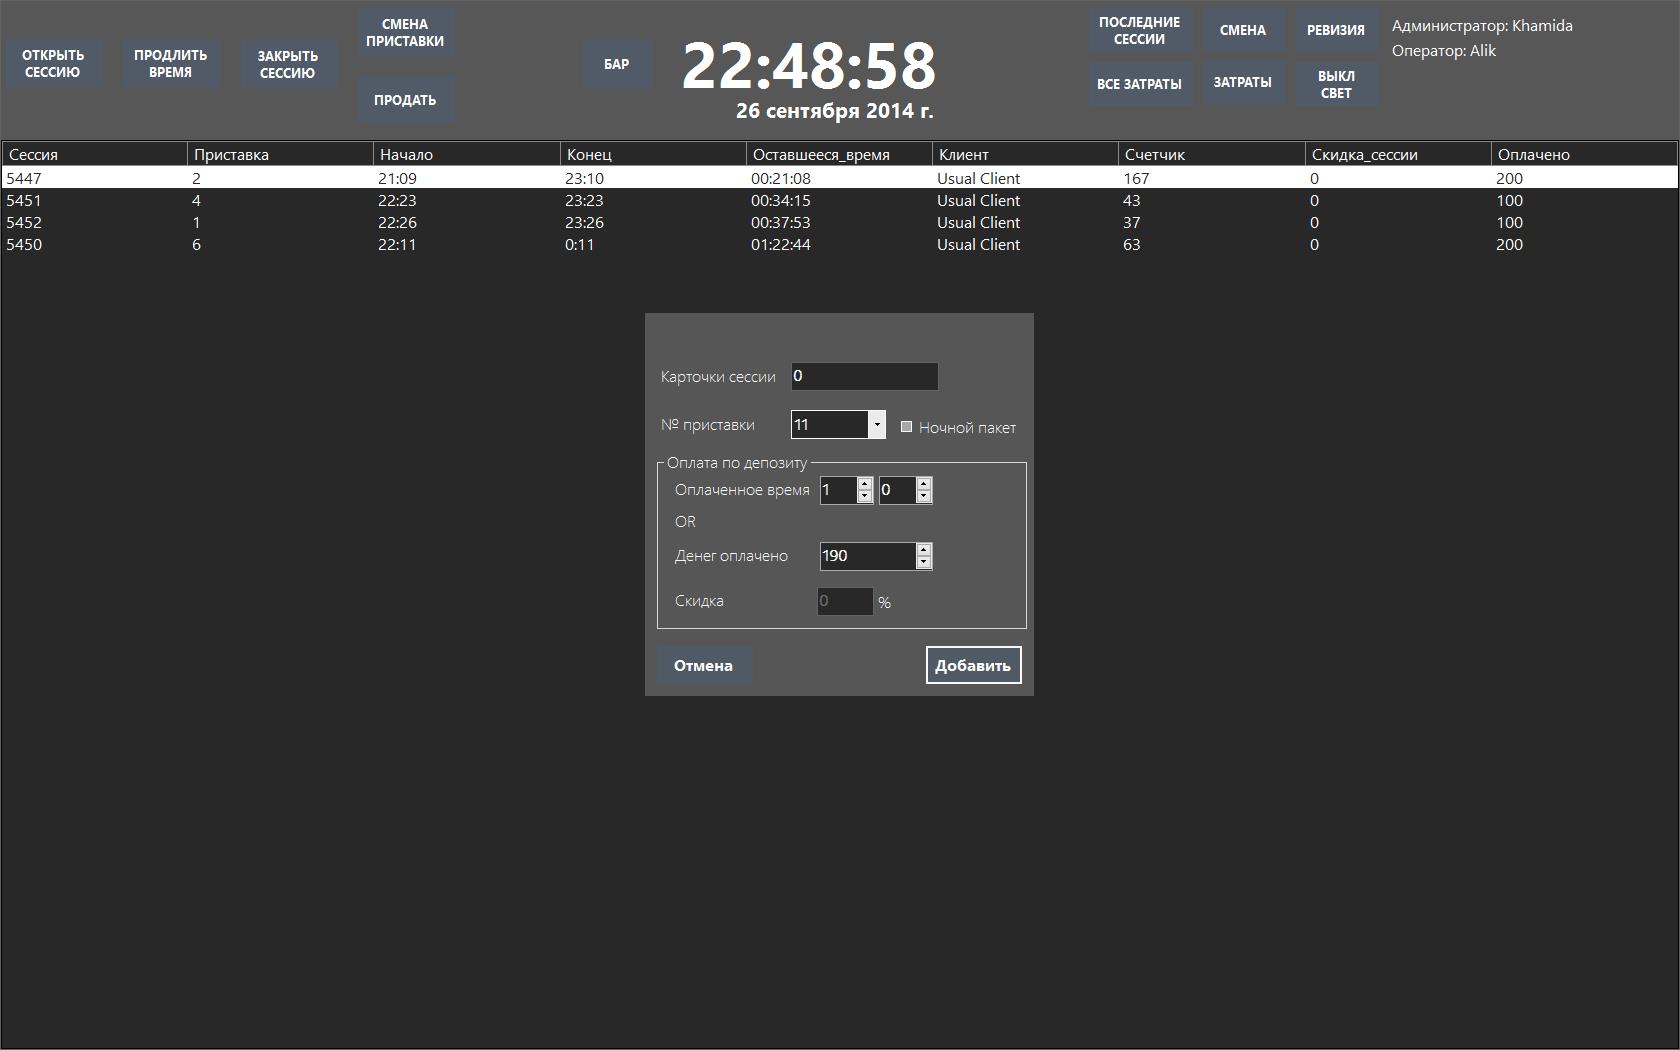 ОТКРЫТЬ
СЕССИЮ
ПРОДЛИТЬ
ВРЕМЯ
ЗАКРЫТЬ
СЕССИЮ
СМЕНА
ПРИСТАВКИ
ПРОДАТЬ
БАР
22:48:58
26 сентября 2014 г.
ПОСЛЕДНИЕ
СЕССИИ
СМЕНА
РЕВИЗИЯ
ВСЕ ЗАТРАТЫ
ЗАТРАТЫ
ВЫКЛ
СВЕТ
Администратор: Khamida
Оператор: Alik
Сессия Приставка Начало Конец Оставшееся_время Клиент Счетчик Скидка_сессии Оплачено
5447 2 21:09 23:10 00:21:08 Usual Client 167 0 200
5451 4 22:23 23:23 00:34:15 Usual Client 43 0 100
5452 1 22:26 23:26 00:37:53 Usual Client 37 0 100
5450 6 22:11 0:11 01:22:44 Usual Client 63 0 200
Карточки сессии 0
№ приставки 11 Ночной пакет
Оплата по депозиту
Оплаченное время 1 0
OR
Денег оплачено 190
Скидка 0 %
Отмена Добавить